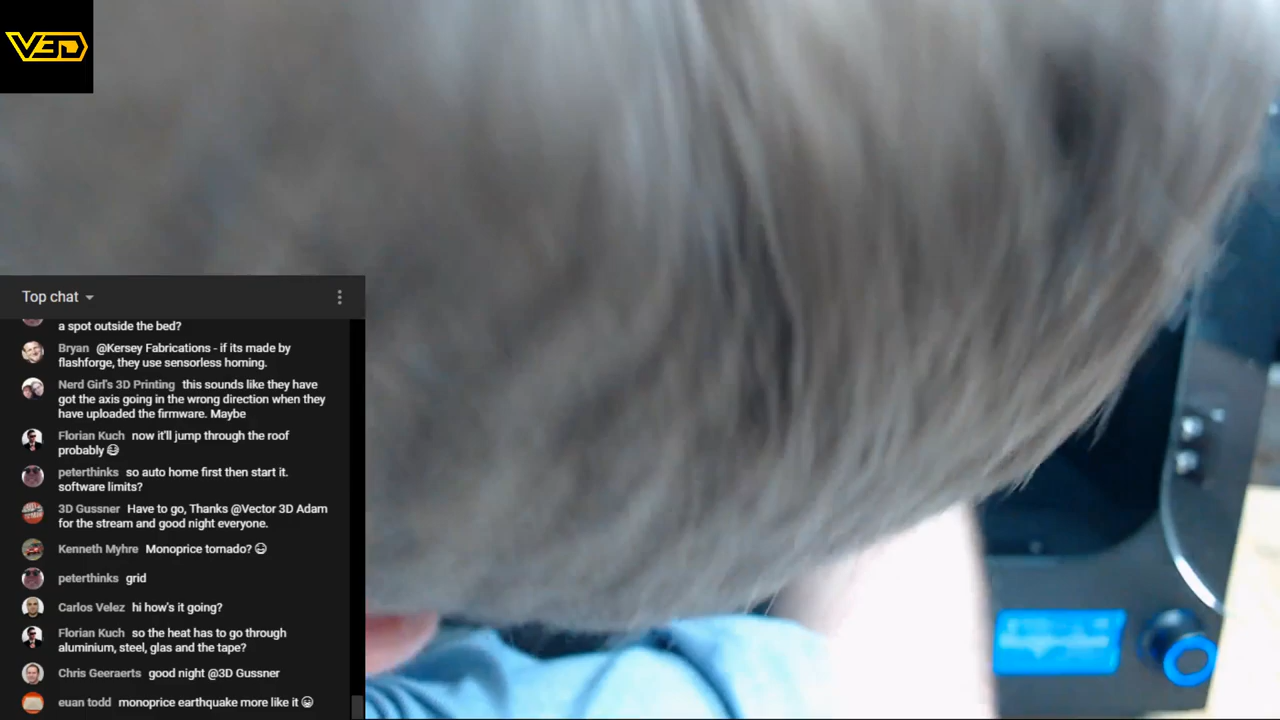 V3D
Top chat
a spot outside the bed?
Bryan @Kersey Fabrications - if its made by
flashforge, they use sensorless homing.
Nerd Girl's 3D Printing this sounds like they have
got the axis going in the wrong direction when they
have uploaded the firmware. Maybe
Florian Kuch now it'll jump through the roof
probably 😂
peterthinks so auto home first then start it.
software limits?
3D Gussner Have to go, Thanks @Vector 3D Adam
for the stream and good night everyone.
Kenneth Myhre Monoprice tornado? 😂
peterthinks grid
Carlos Velez hi how's it going?
Florian Kuch so the heat has to go through
aluminium, steel, glas and the tape?
Chris Geeraerts good night @3D Gussner
euan todd monoprice earthquake more like it 😀